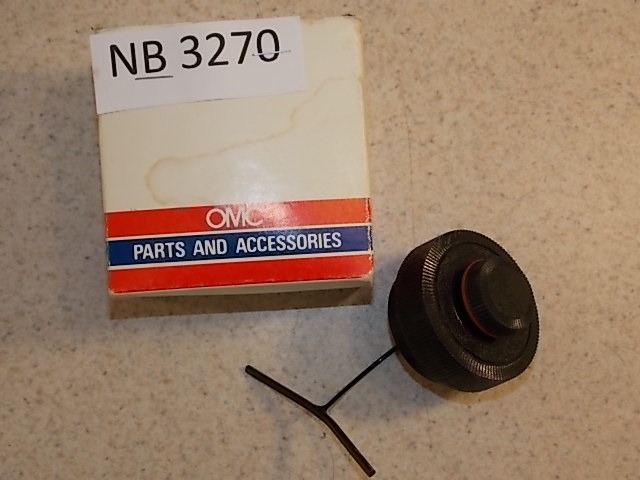 NB 3270
OMC
PARTS AND ACCESSORIES